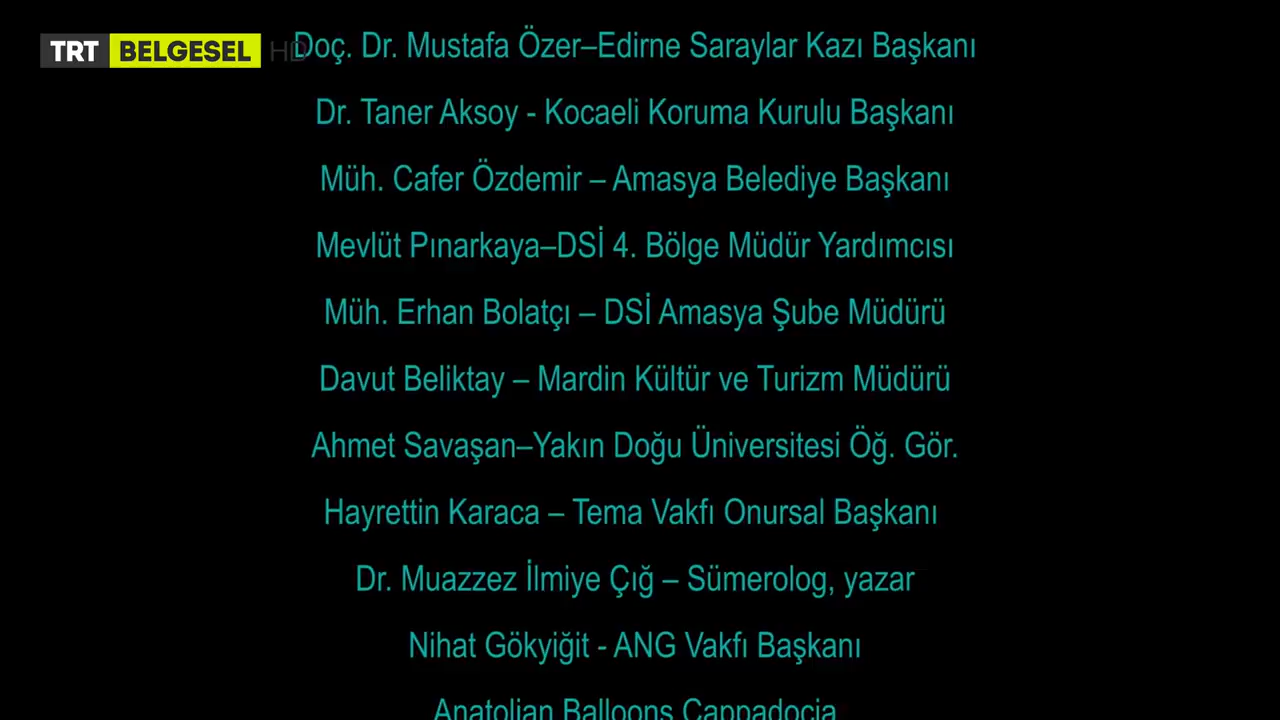 TRT BELGESEL HD
Doç. Dr. Mustafa Özer–Edirne Saraylar Kazı Başkanı
Dr. Taner Aksoy - Kocaeli Koruma Kurulu Başkanı
Müh. Cafer Özdemir – Amasya Belediye Başkanı
Mevlüt Pınarkaya–DSİ 4. Bölge Müdür Yardımcısı
Müh. Erhan Bolatçı – DSİ Amasya Şube Müdürü
Davut Beliktay – Mardin Kültür ve Turizm Müdürü
Ahmet Savaşan–Yakın Doğu Üniversitesi Öğ. Gör.
Hayrettin Karaca – Tema Vakfı Onursal Başkanı
Dr. Muazzez İlmiye Çığ – Sümerolog, yazar
Nihat Gökyiğit - ANG Vakfı Başkanı
Anatolian Balloons Cappadocia